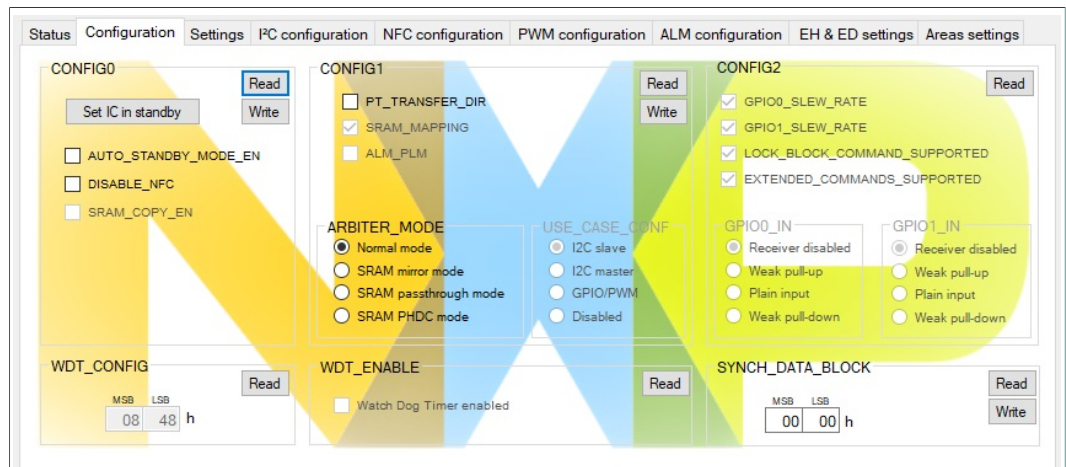 Status Configuration Settings I²C configuration NFC configuration PWM configuration ALM configuration EH & ED settings Areas settings
CONFIG0
Read
Set IC in standby
Write
AUTO_STANDBY_MODE_EN
DISABLE_NFC
SRAM_COPY_EN
CONFIG1
Read
PT_TRANSFER_DIR
Write
SRAM_MAPPING
ALM_PLM
ARBITER_MODE
Normal mode
SRAM mirror mode
SRAM passthrough mode
SRAM PHDC mode
USE_CASE_CONF
I2C slave
I2C master
GPIO/PWM
Disabled
CONFIG2
Read
GPIO0_SLEW_RATE
GPIO1_SLEW_RATE
LOCK_BLOCK_COMMAND_SUPPORTED
EXTENDED_COMMANDS_SUPPORTED
GPIO0_IN
Receiver disabled
Weak pull-up
Plain input
Weak pull-down
GPIO1_IN
Receiver disabled
Weak pull-up
Plain input
Weak pull-down
WDT_CONFIG
Read
MSB LSB
08 48 h
WDT_ENABLE
Read
Watch Dog Timer enabled
SYNCH_DATA_BLOCK
Read
MSB LSB
00 00 h
Write